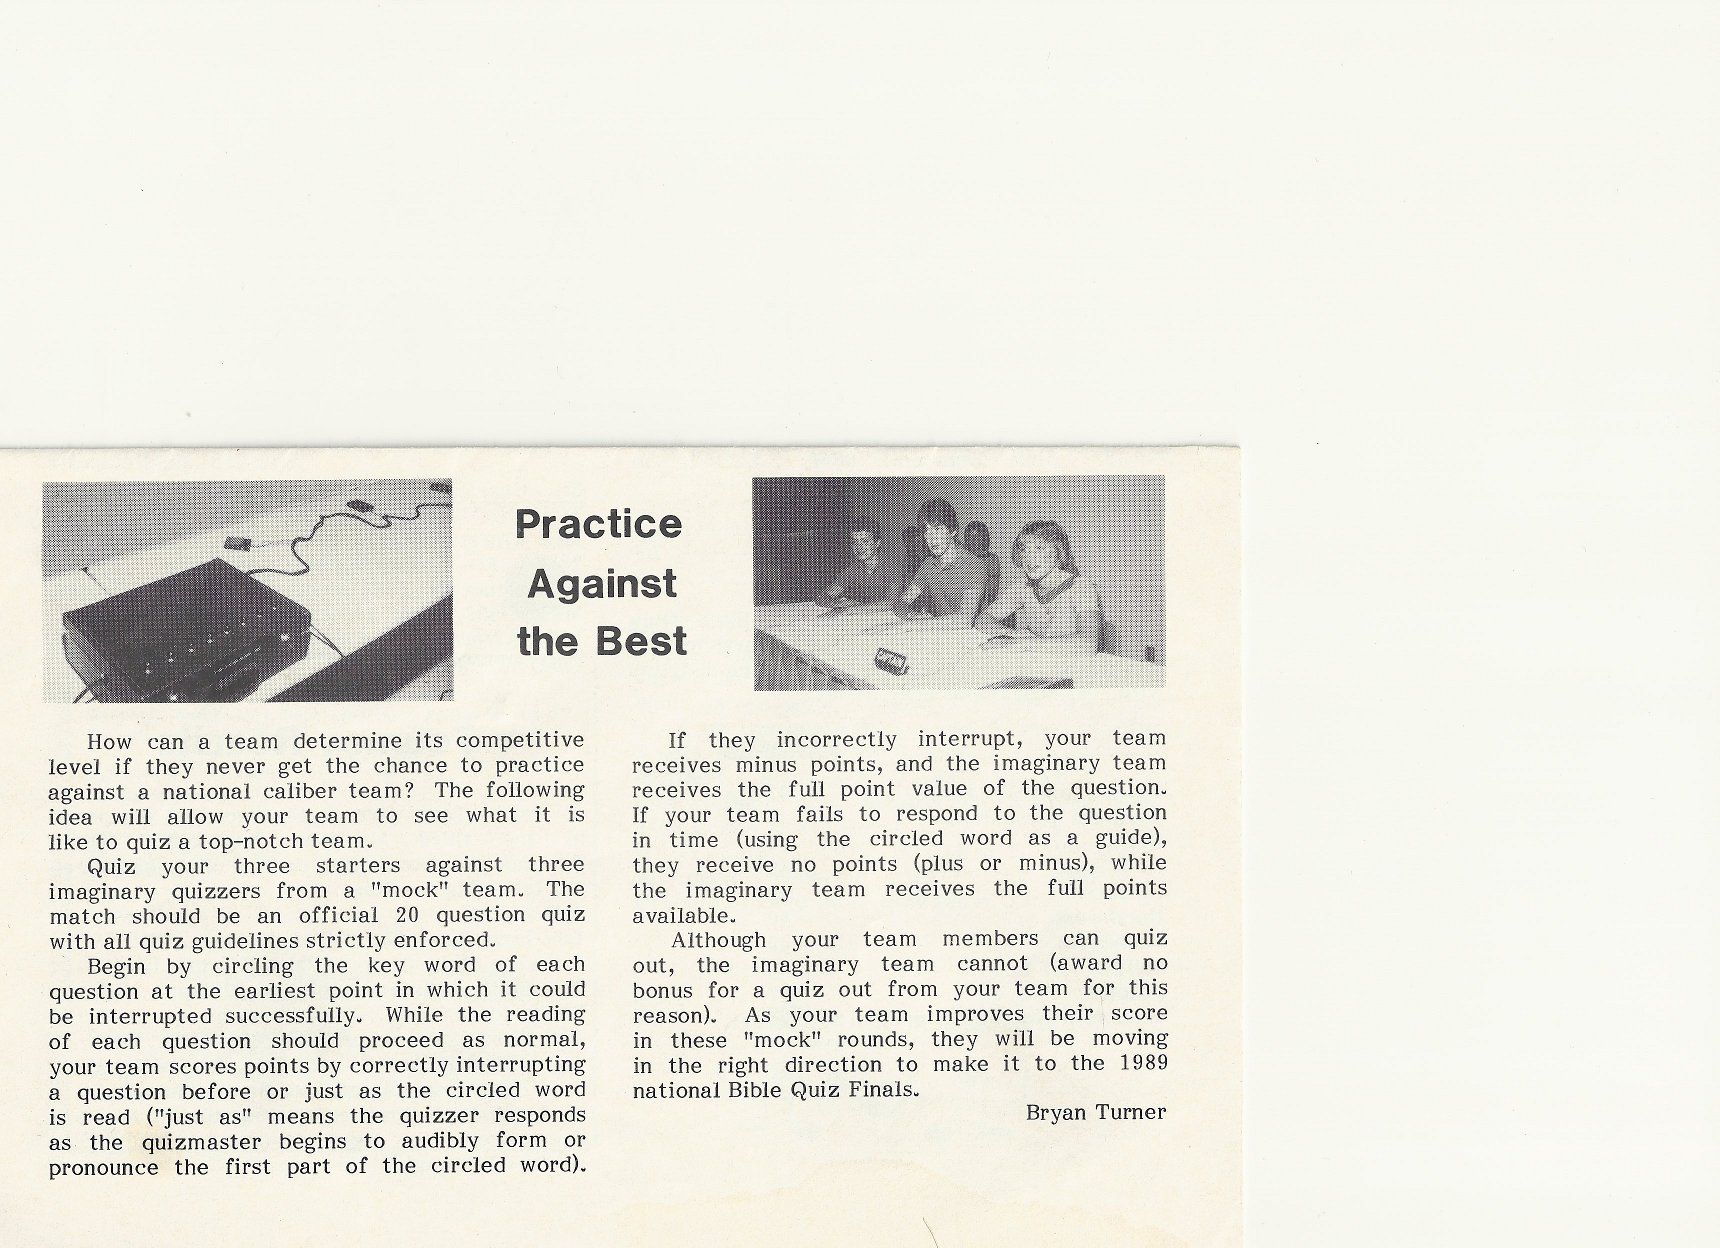 Practice
Against
the Best
How can a team determine its competitive
level if they never get the chance to practice
against a national caliber team? The following
idea will allow your team to see what it is
like to quiz a top-notch team.
Quiz your three starters against three
imaginary quizzers from a "mock" team. The
match should be an official 20 question quiz
with all quiz guidelines strictly enforced.
Begin by circling the key word of each
question at the earliest point in which it could
be interrupted successfully. While the reading
of each question should proceed as normal,
your team scores points by correctly interrupting
a question before or just as the circled word
is read ("just as" means the quizzer responds
as the quizmaster begins to audibly form or
pronounce the first part of the circled word).
If they incorrectly interrupt, your team
receives minus points, and the imaginary team
receives the full point value of the question.
If your team fails to respond to the question
in time (using the circled word as a guide),
they receive no points (plus or minus), while
the imaginary team receives the full points
available.
Although your team members can quiz
out, the imaginary team cannot (award no
bonus for a quiz out from your team for this
reason). As your team improves their score
in these "mock" rounds, they will be moving
in the right direction to make it to the 1989
national Bible Quiz Finals.
Bryan Turner